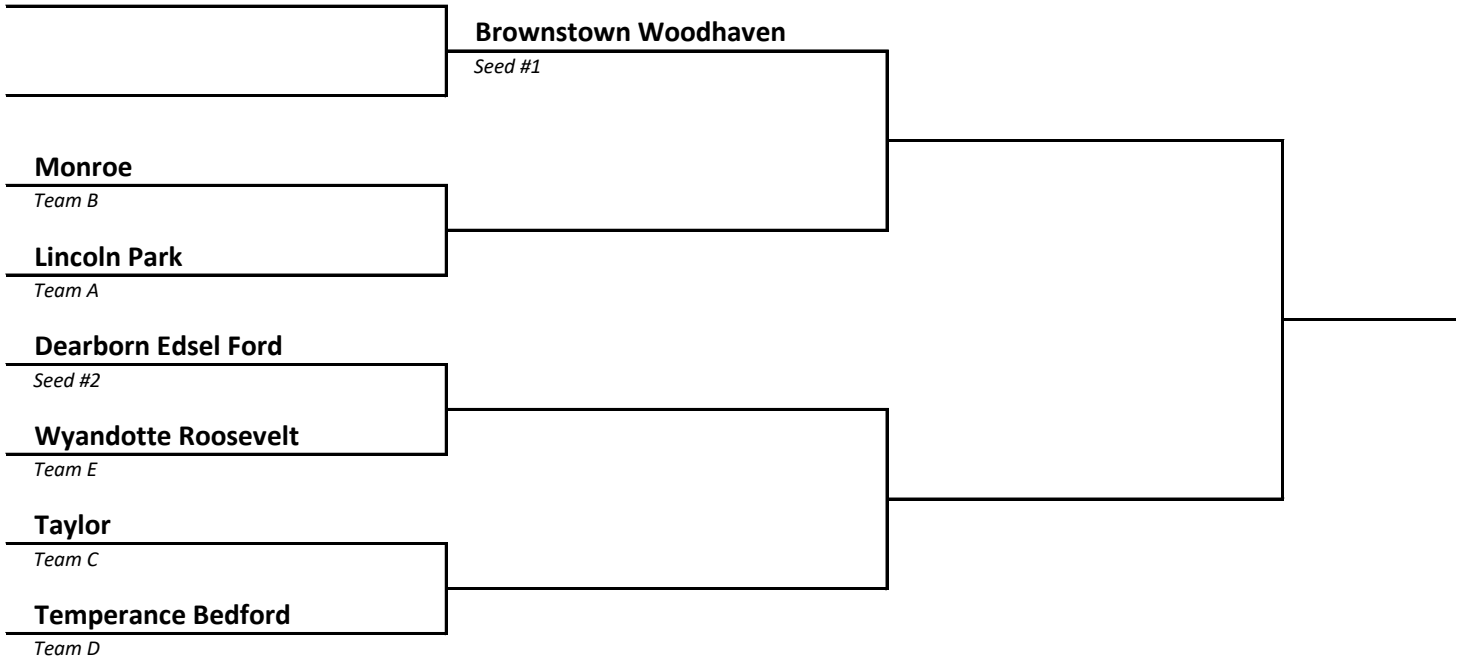 Brownstown Woodhaven
Seed #1
Monroe
Team B
Lincoln Park
Team A
Dearborn Edsel Ford
Seed #2
Wyandotte Roosevelt
Team E
Taylor
Team C
Temperance Bedford
Team D